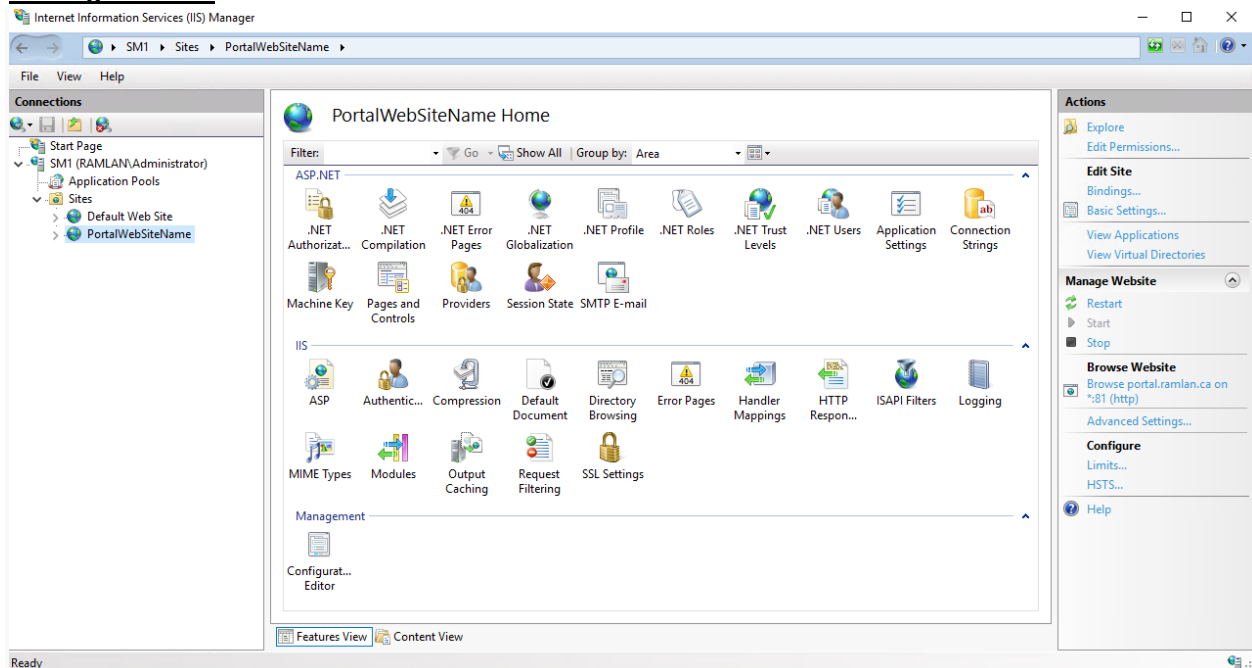 Internet Information Services (IIS) Manager
SM1 Sites PortalWebSiteName
File View Help
Connections
Start Page
SM1 (RAMLAN\Administrator)
Application Pools
Sites
Default Web Site
PortalWebSiteName
PortalWebSiteName Home
Filter: Go Show All Group by: Area
ASP.NET
.NET Authorizat...
.NET Compilation
.NET Error Pages
404
.NET Globalization
.NET Profile
.NET Roles
.NET Trust Levels
.NET Users
Application Settings
ab
Connection Strings
Machine Key
Pages and Controls
Providers
Session State
SMTP E-mail
IIS
ASP
Authentic...
Compression
Default Document
Directory Browsing
404
Error Pages
Handler Mappings
HTTP Respon...
ISAPI Filters
Logging
MIME Types
Modules
Output Caching
Request Filtering
SSL Settings
Management
Configurat... Editor
Features View Content View
Actions
Explore
Edit Permissions...
Edit Site
Bindings...
Basic Settings...
View Applications
View Virtual Directories
Manage Website
Restart
Start
Stop
Browse Website
Browse portal.ramlan.ca on
*:81 (http)
Advanced Settings...
Configure
Limits...
HSTS...
Help
Ready